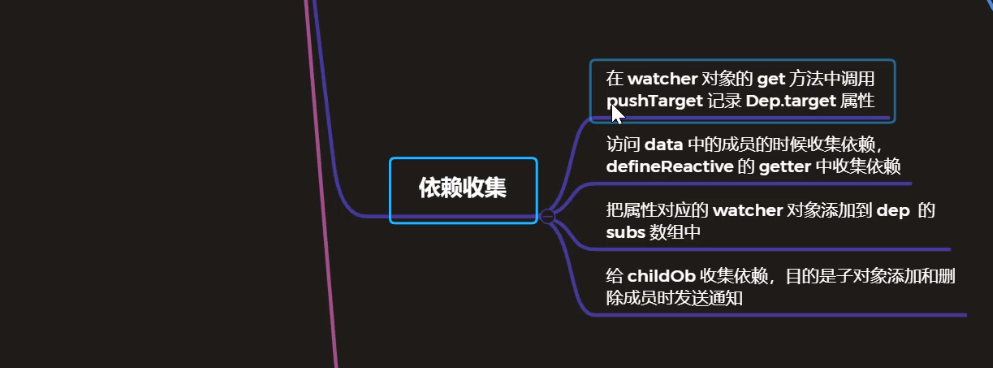 依赖收集
在 watcher 对象的 get 方法中调用
pushTarget 记录 Dep.target 属性
访问 data 中的成员的时候收集依赖，
defineReactive 的 getter 中收集依赖
把属性对应的 watcher 对象添加到 dep 的
subs 数组中
给 childOb 收集依赖，目的是子对象添加和删
除成员时发送通知